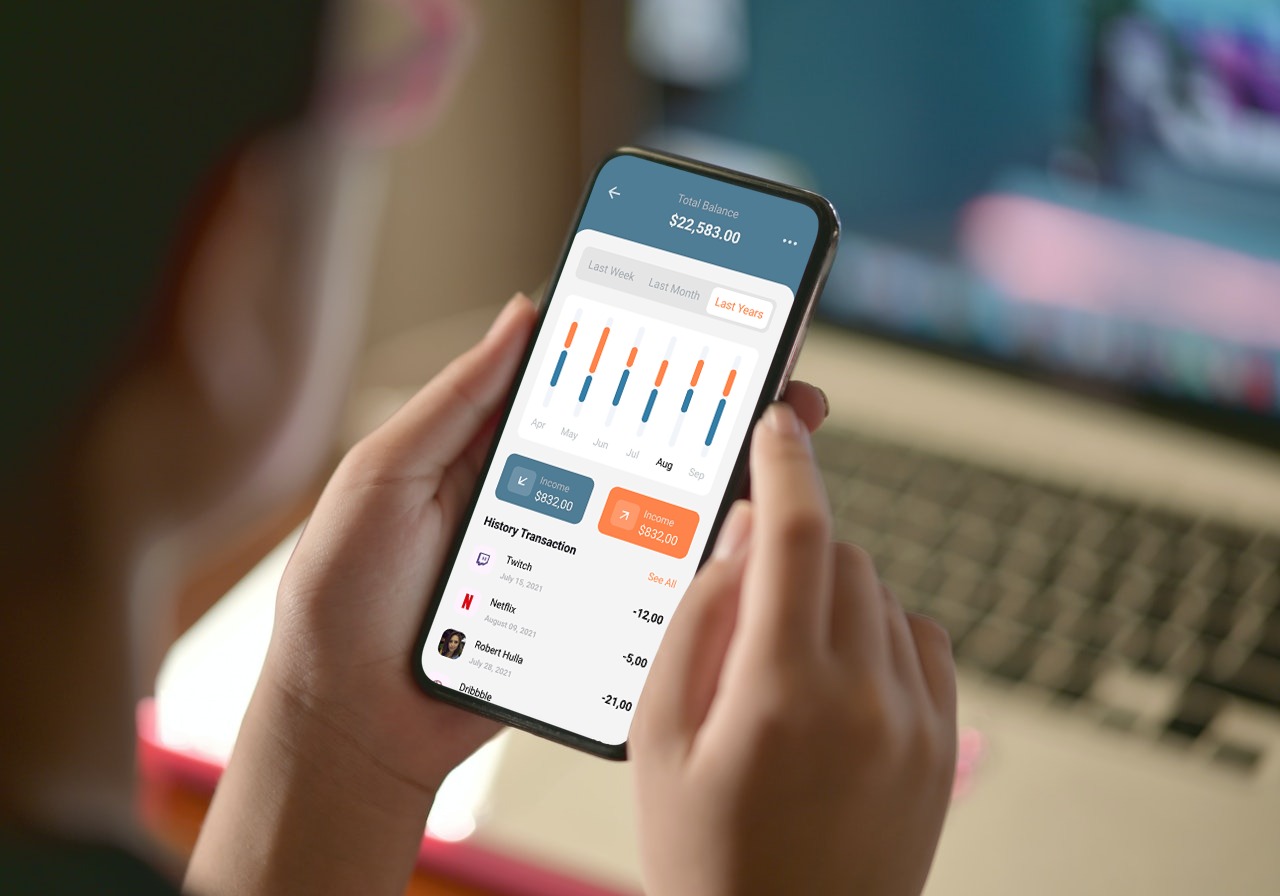 Total Balance
$22,583.00
Last Week Last Month Last Years
Apr May Jun Jul Aug Sep
Income
$832,00
Income
$832,00
History Transaction
See All
Twitch
July 15, 2021
-12,00
N
Netflix
August 09, 2021
-5,00
Robert Hulla
July 28, 2021
-21,00
Dribbble